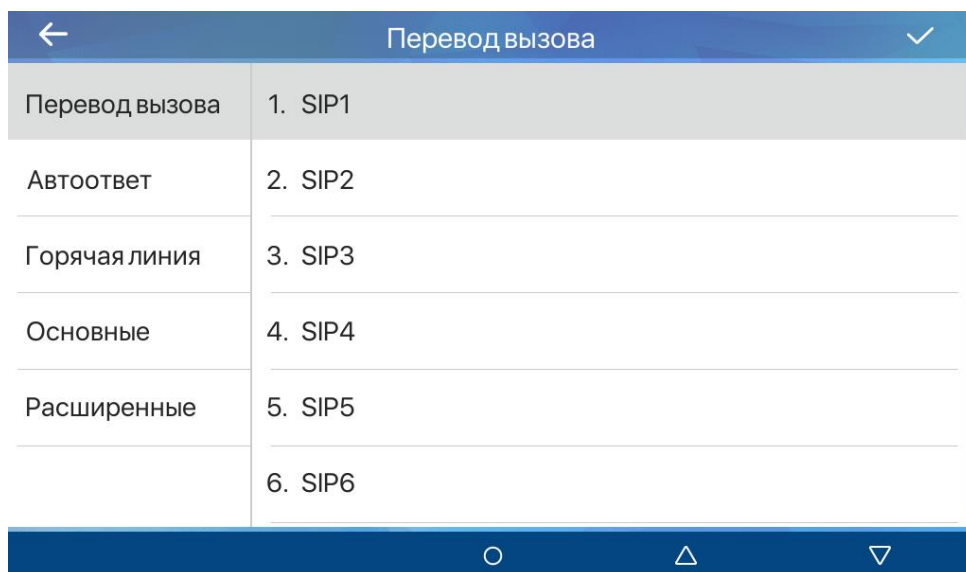 Перевод вызова
Перевод вызова
Автоответ
Горячая линия
Основные
Расширенные
1. SIP1
2. SIP2
3. SIP3
4. SIP4
5. SIP5
6. SIP6